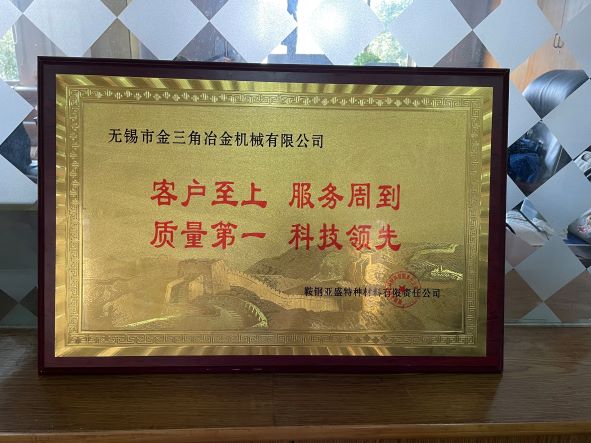 无锡市金三角冶金机械有限公司
客户至上 服务周到
质量第一 科技领先
鞍钢亚盛特种材料有限责任公司